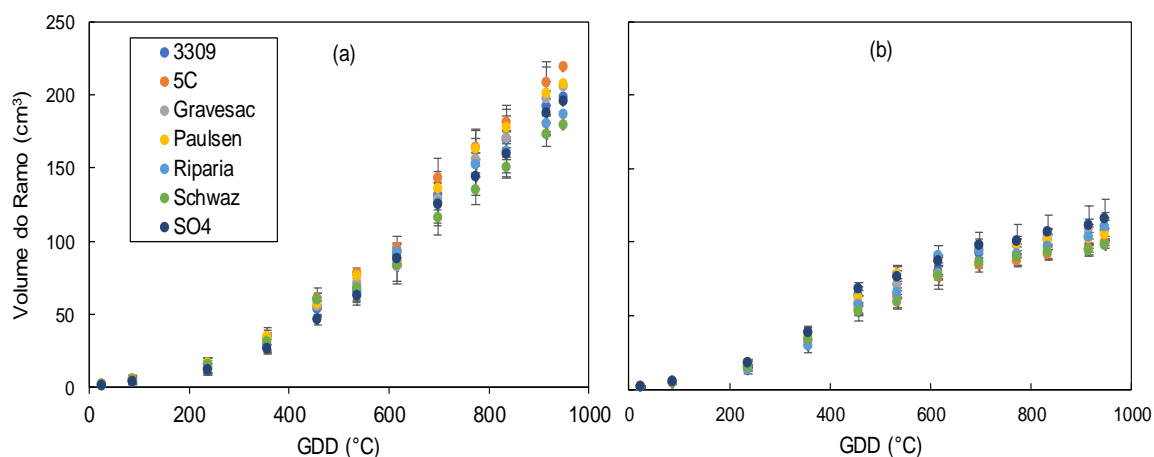 Volume do Ramo (cm³)
250
200
150
100
50
0
(a)
3309
5C
Gravesac
Paulsen
Riparia
Schwaz
SO4
0 200 400 600 800 1000
GDD (°C)
(b)
0 200 400 600 800 1000
GDD (°C)